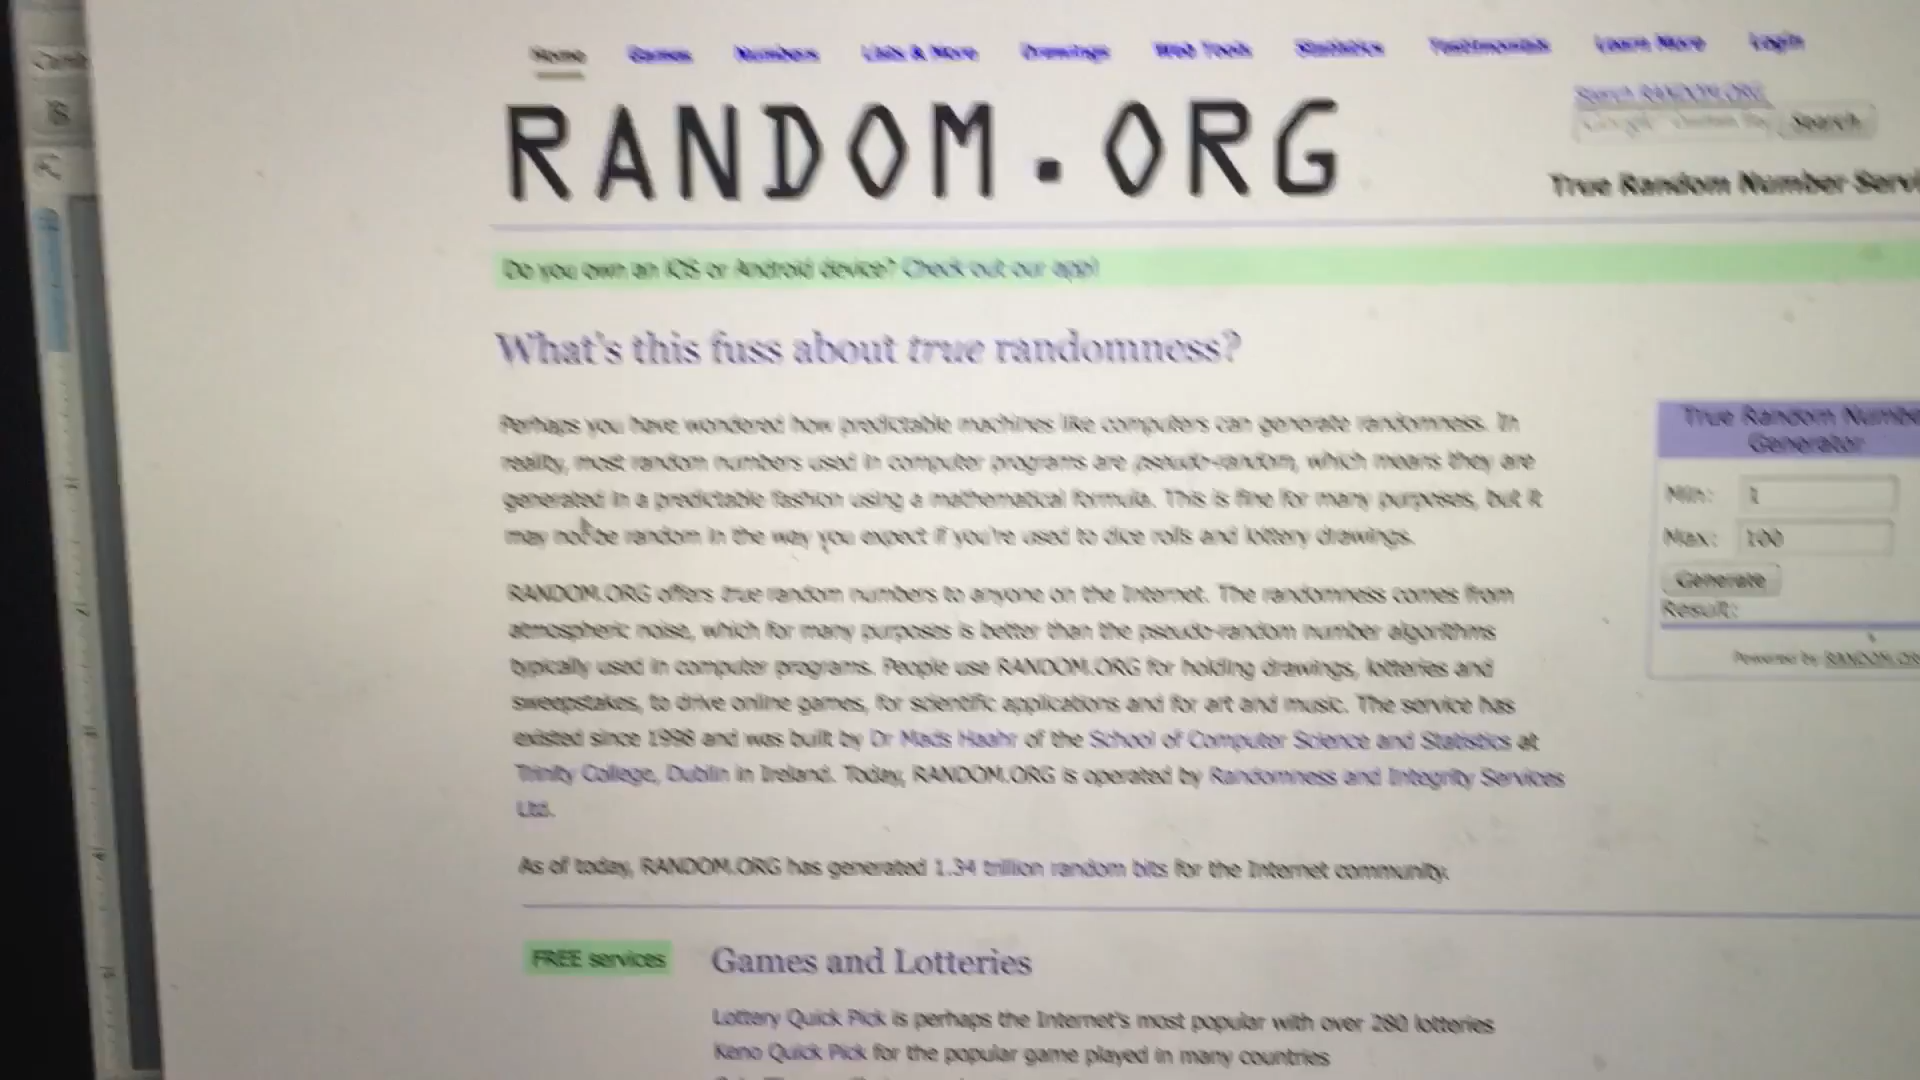 Home Games Numbers Lists & More Drawings Web Tools Statistics Testimonials Learn More Login
RANDOM.ORG
Search RANDOM.ORG
Search
True Random Number
Do you own an iOS or Android device? Check out our app!
What's this fuss about true randomness?
Perhaps you have wondered how predictable machines like computers can generate randomness. In
reality, most random numbers used in computer programs are pseudo-random, which means they are
generated in a predictable fashion using a mathematical formula. This is fine for many purposes, but it
may not be random in the way you expect if you're used to dice rolls and lottery drawings.
RANDOM.ORG offers true random numbers to anyone on the Internet. The randomness comes from
atmospheric noise, which for many purposes is better than the pseudo-random number algorithms
typically used in computer programs. People use RANDOM.ORG for holding drawings, lotteries and
sweepstakes, to drive online games, for scientific applications and for art and music. The service has
existed since 1998 and was built by Dr Mads Haahr of the School of Computer Science and Statistics at
Trinity College, Dublin in Ireland. Today, RANDOM.ORG is operated by Randomness and Integrity Services
Ltd.
As of today, RANDOM.ORG has generated 1.34 trillion random bits for the Internet community.
True Random
Generator
Min: 1
Max: 100
Generate
Result:
Powered by
FREE services
Games and Lotteries
Lottery Quick Pick is perhaps the Internet's most popular with over 280 lotteries
Keno Quick Pick for the popular game played in many countries